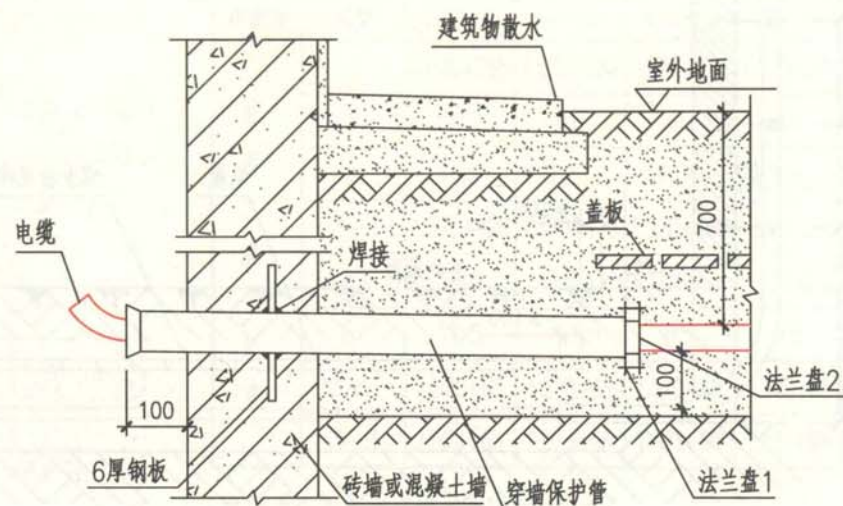 建筑物散水
室外地面
盖板
700
电缆
焊接
100
100
法兰盘2
6厚钢板
砖墙或混凝土墙
穿墙保护管
法兰盘1